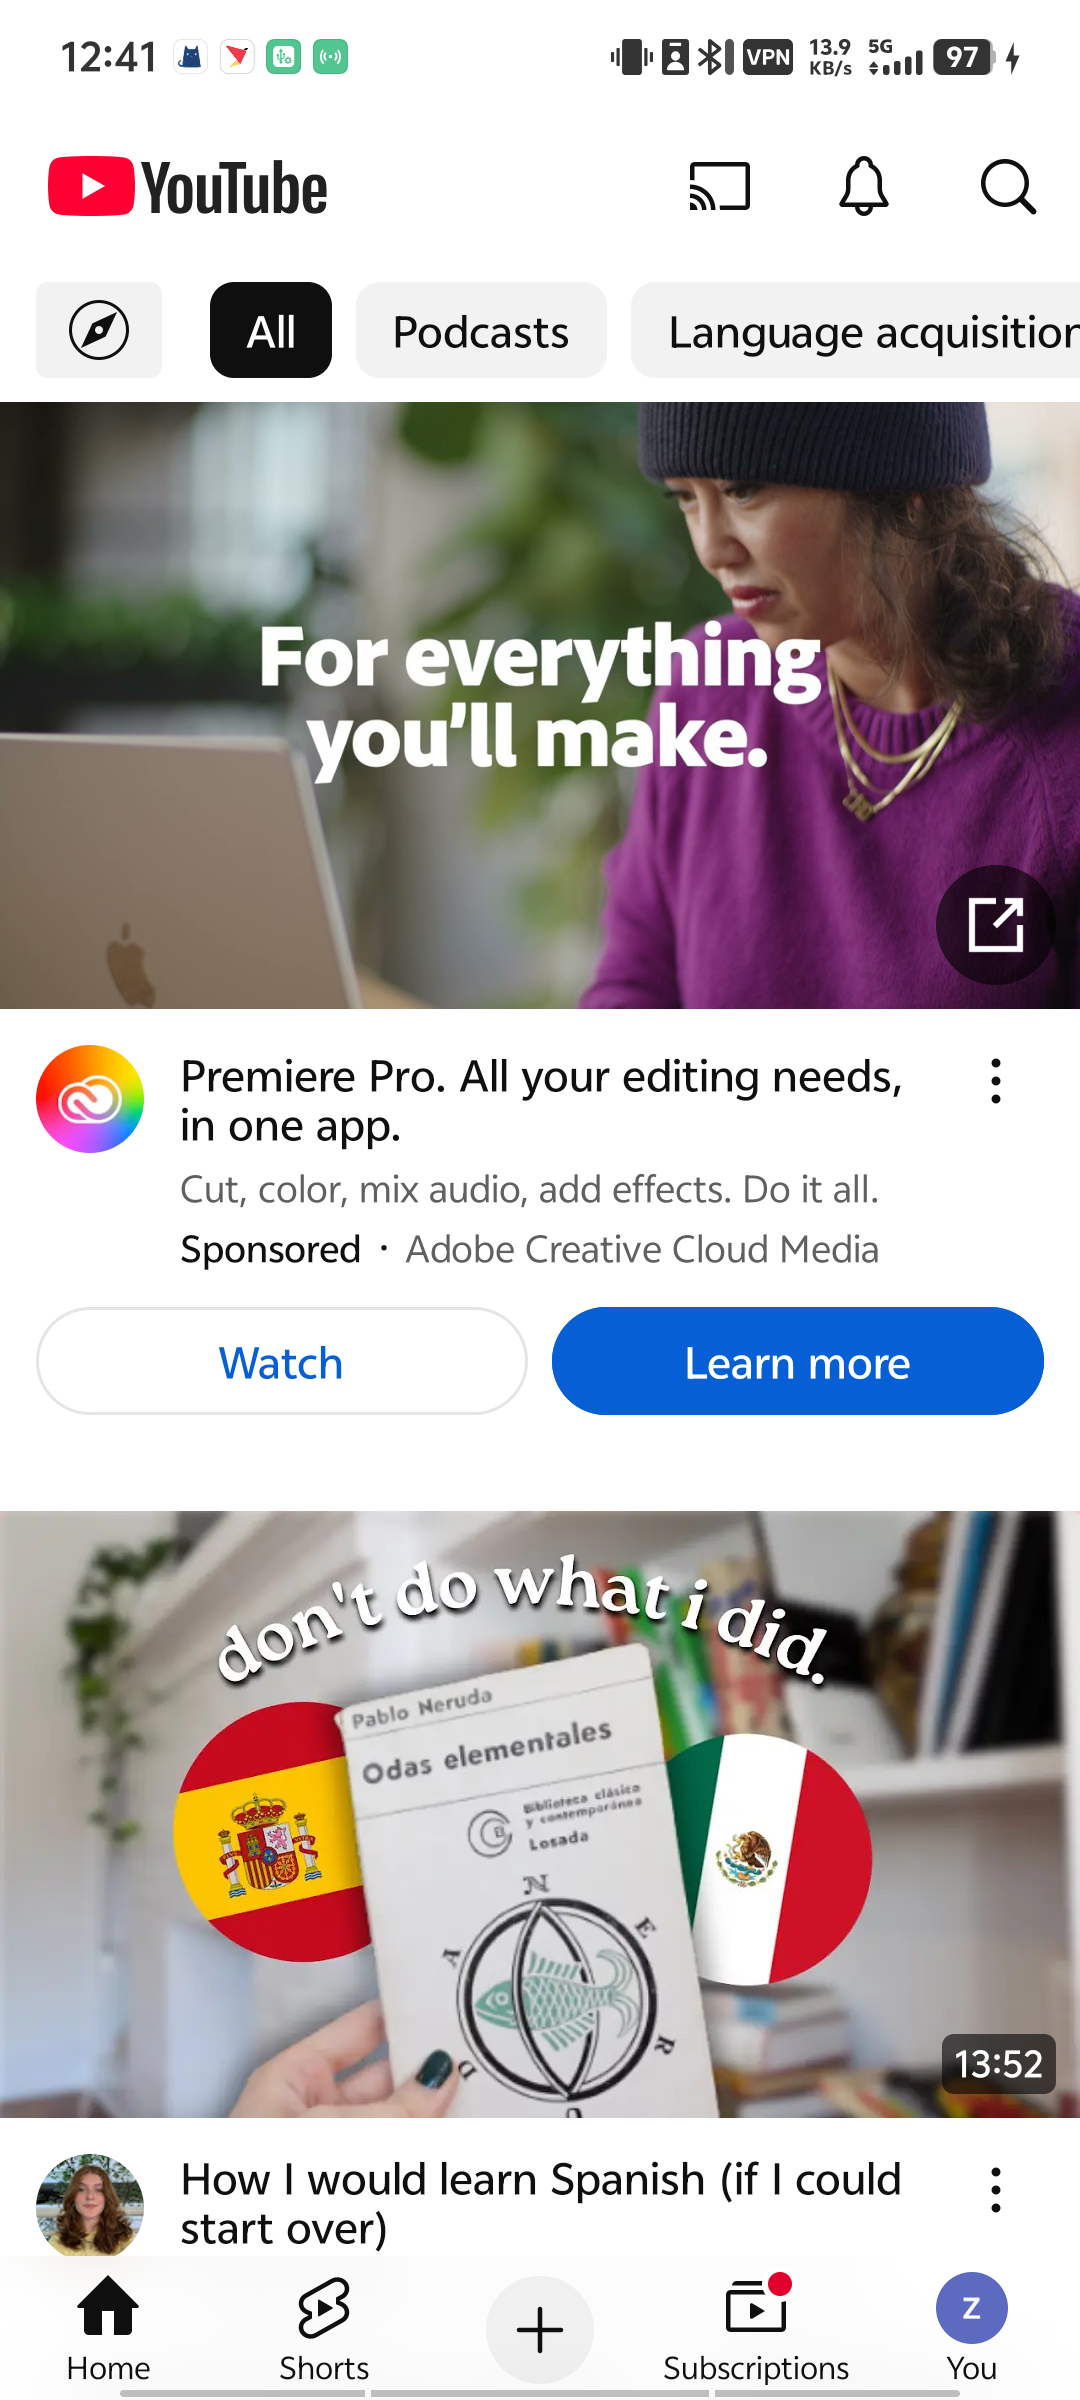 12:41
VPN
13.9
KB/s
5G
97
YouTube
All
Podcasts
Language acquisition
For everything
you'll make.
Premiere Pro. All your editing needs,
in one app.
Cut, color, mix audio, add effects. Do it all.
Sponsored · Adobe Creative Cloud Media
Watch
Learn more
don't do what i did.
Pablo Neruda
Odas elementales
Biblioteca clásica
y contemporánea
Losada
N
E
R
U
D
A
13:52
How I would learn Spanish (if I could
start over)
Home
Shorts
Subscriptions
Z
You